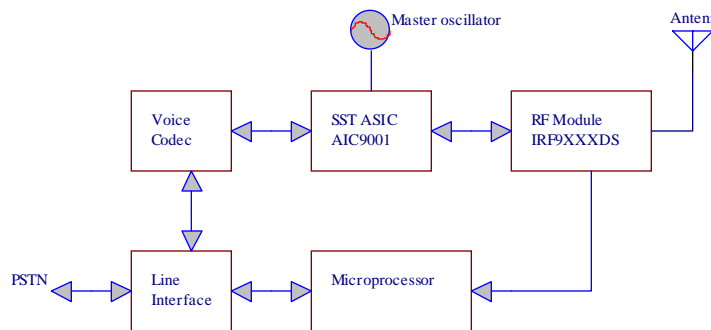 Master oscillator
Antenn
Voice
Codec
SST ASIC
AIC9001
RF Module
IRF9XXXDS
PSTN
Line
Interface
Microprocessor